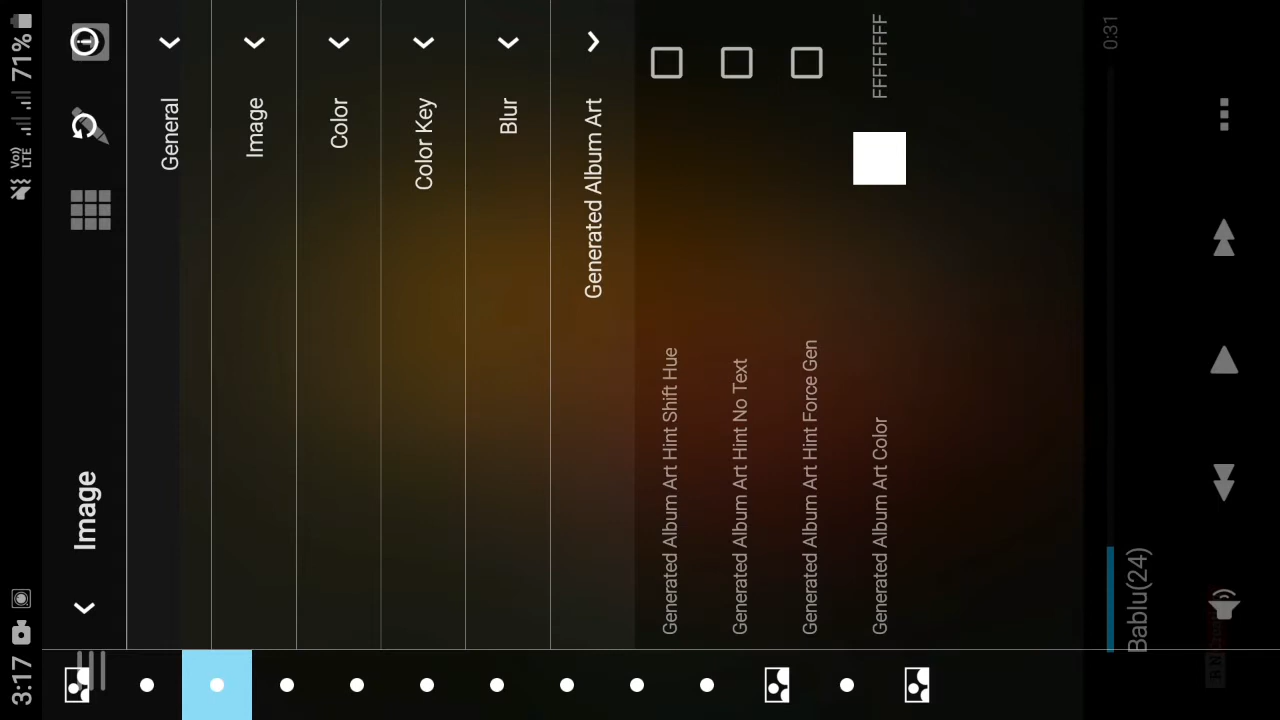 3:17
Vo)) LTE
71%
Image
General
Image
Color
Color Key
Blur
Generated Album Art
Generated Album Art Hint Shift Hue
Generated Album Art Hint No Text
Generated Album Art Hint Force Gen
Generated Album Art Color FFFFFFFF
0:31
Bablu(24)